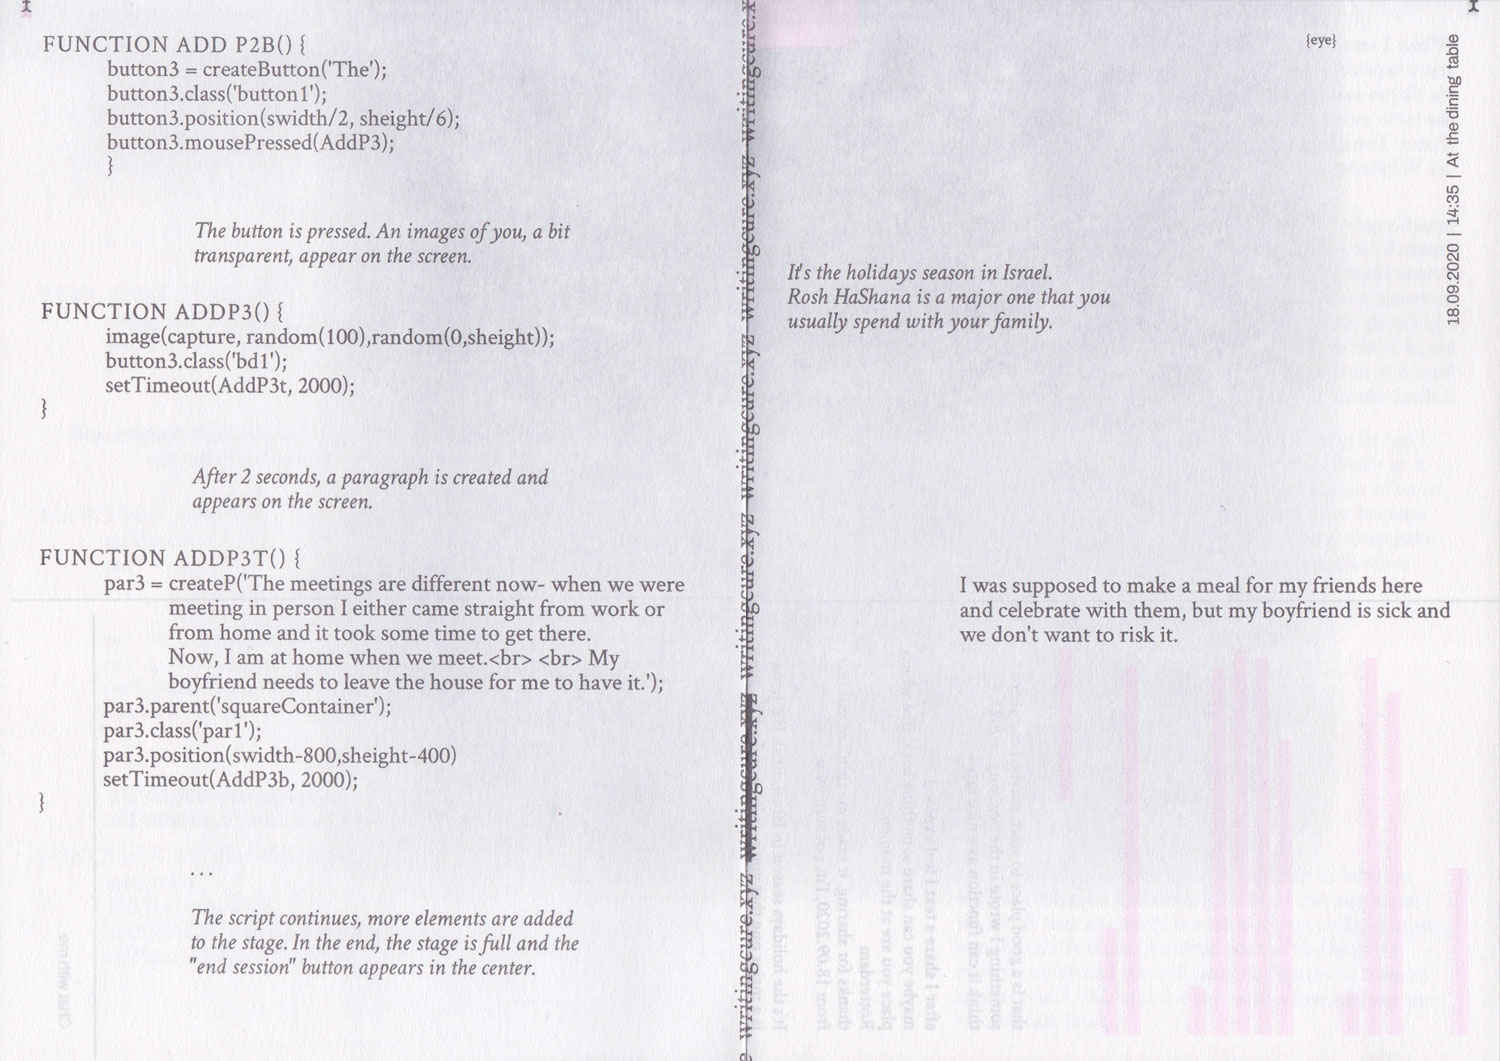 FUNCTION ADD P2B() {
button3 = createButton('The');
button3.class('button1');
button3.position(swidth/2, sheight/6);
button3.mousePressed(AddP3);
}
The button is pressed. An images of you, a bit
transparent, appear on the screen.
FUNCTION ADDP3() {
image(capture, random(100),random(0,sheight));
button3.class('bd1');
setTimeout(AddP3t, 2000);
}
After 2 seconds, a paragraph is created and
appears on the screen.
FUNCTION ADDP3T() {
par3 = createP('The meetings are different now- when we were
meeting in person I either came straight from work or
from home and it took some time to get there.
Now, I am at home when we meet.<br> <br> My
boyfriend needs to leave the house for me to have it.');
par3.parent('squareContainer');
par3.class('par1');
par3.position(swidth-800,sheight-400)
setTimeout(AddP3b, 2000);
}
...
The script continues, more elements are added
to the stage. In the end, the stage is full and the
"end session" button appears in the center.
writingcure.xyz writingcure.xyz writingcure.xyz writingcure.xyz writingcure.xyz writingcure.xyz
{eye}
18.09.2020 | 14:35 | At the dining table
It's the holidays season in Israel.
Rosh HaShana is a major one that you
usually spend with your family.
I was supposed to make a meal for my friends here
and celebrate with them, but my boyfriend is sick and
we don't want to risk it.
Chat with me